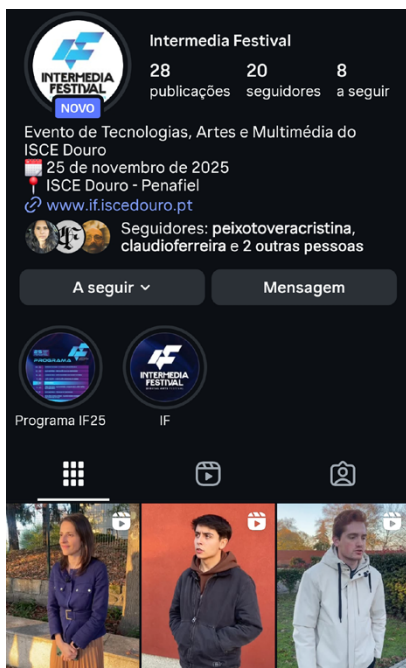 INTERMEDIA
FESTIVAL
NOVO
Intermedia Festival
28 20 8
publicações seguidores a seguir
Evento de Tecnologias, Artes e Multimédia do
ISCE Douro
25 de novembro de 2025
ISCE Douro - Penafiel
www.if.iscedouro.pt
Seguidores: peixotoveracristina,
claudioferreira e 2 outras pessoas
A seguir Mensagem
PROGRAMA
INTERMEDIA
FESTIVAL
Programa IF25 IF